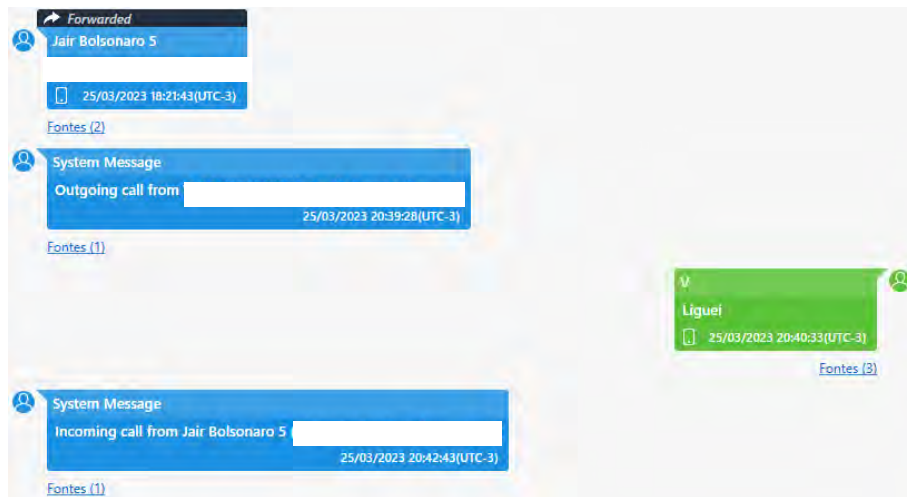 Forwarded
Jair Bolsonaro 5
25/03/2023 18:21:43(UTC-3)
Fontes (2)
System Message
Outgoing call from
25/03/2023 20:39:28(UTC-3)
Fontes (1)
V
Liguei
25/03/2023 20:40:33(UTC-3)
Fontes (3)
System Message
Incoming call from Jair Bolsonaro 5 (
25/03/2023 20:42:43(UTC-3)
Fontes (1)